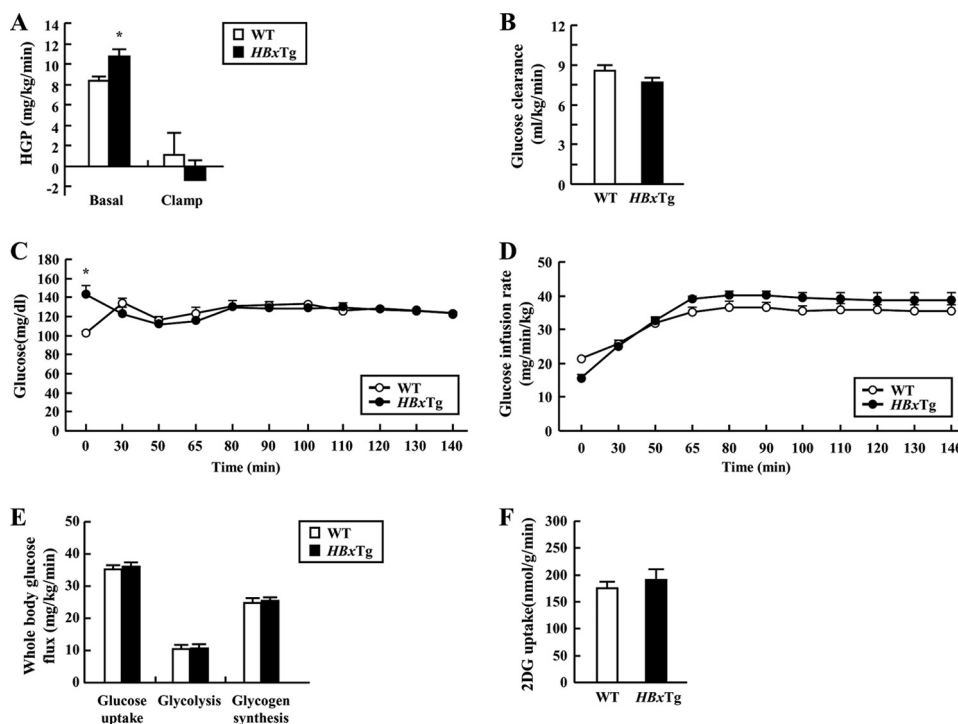 A
HGP (mg/kg/min)
14
12
10
8
6
4
2
0
-2
*
WT
HBxTg
Basal Clamp
B
Glucose clearance
(ml/kg/min)
12
9
6
3
0
WT HBxTg
C
Glucose(mg/dl)
180
160
140
120
100
80
60
40
20
0
*
WT
HBxTg
0 30 50 65 80 90 100 110 120 130 140
Time (min)
D
Glucose infusion rate
(mg/min/kg)
50
40
30
20
10
0
WT
HBxTg
0 30 50 65 80 90 100 110 120 130 140
Time (min)
E
Whole body glucose
flux (mg/kg/min)
50
40
30
20
10
0
WT
HBxTg
Glucose Glycolysis Glycogen
uptake synthesis
F
2DG uptake(nmol/g/min)
300
250
200
150
100
50
0
WT HBxTg